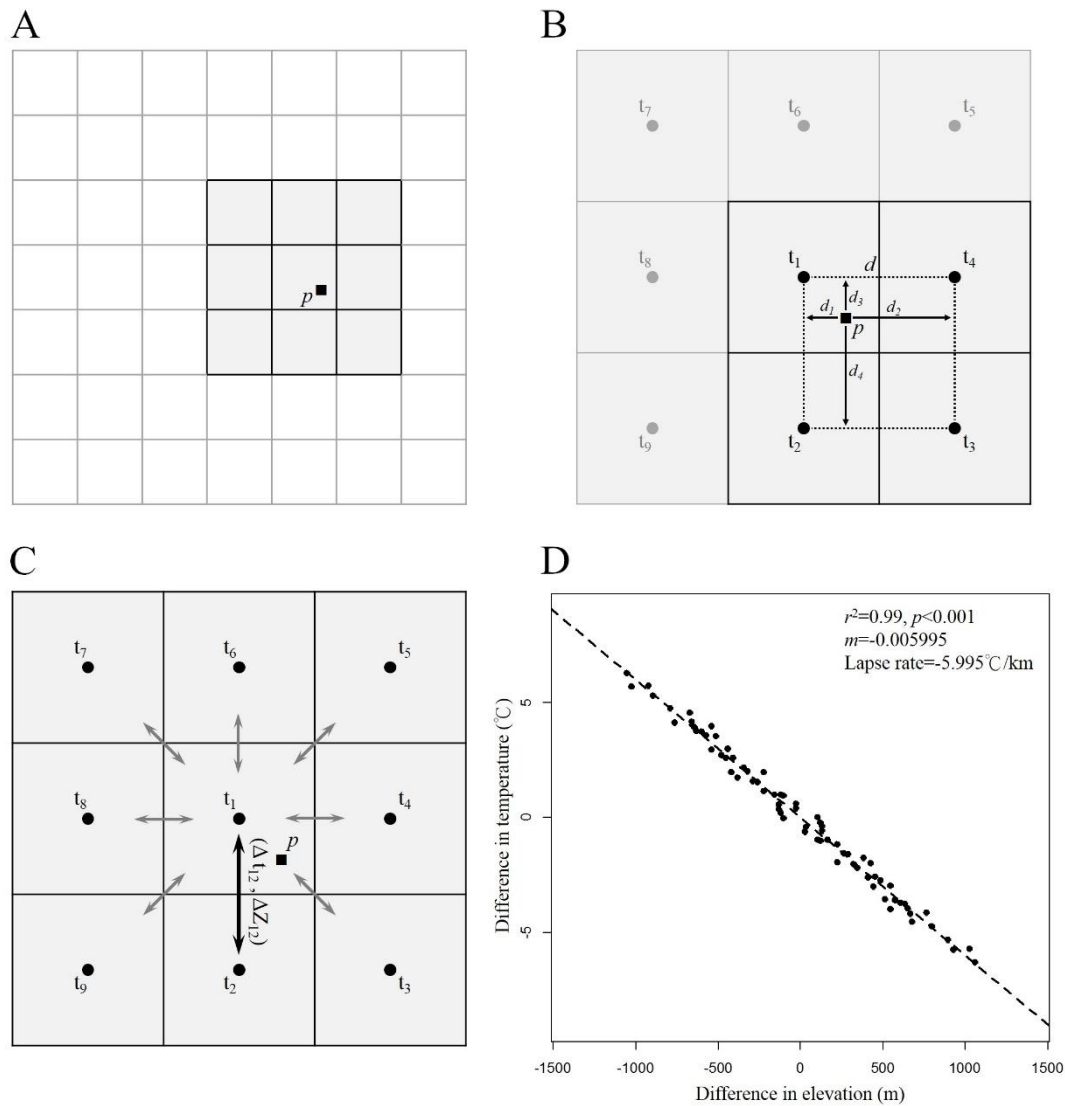 A
p
B
t7 t6 t5
t8 t1 d t4
d3
d1 d2
p
d4
t9 t2 t3
C
t7 t6 t5
t8 t1 t4
p
(Δ t12 , ΔZ12)
t9 t2 t3
D
r²=0.99, p<0.001
m=-0.005995
Lapse rate=-5.995℃/km
Difference in temperature (℃)
5
0
-5
-1500 -1000 -500 0 500 1000 1500
Difference in elevation (m)